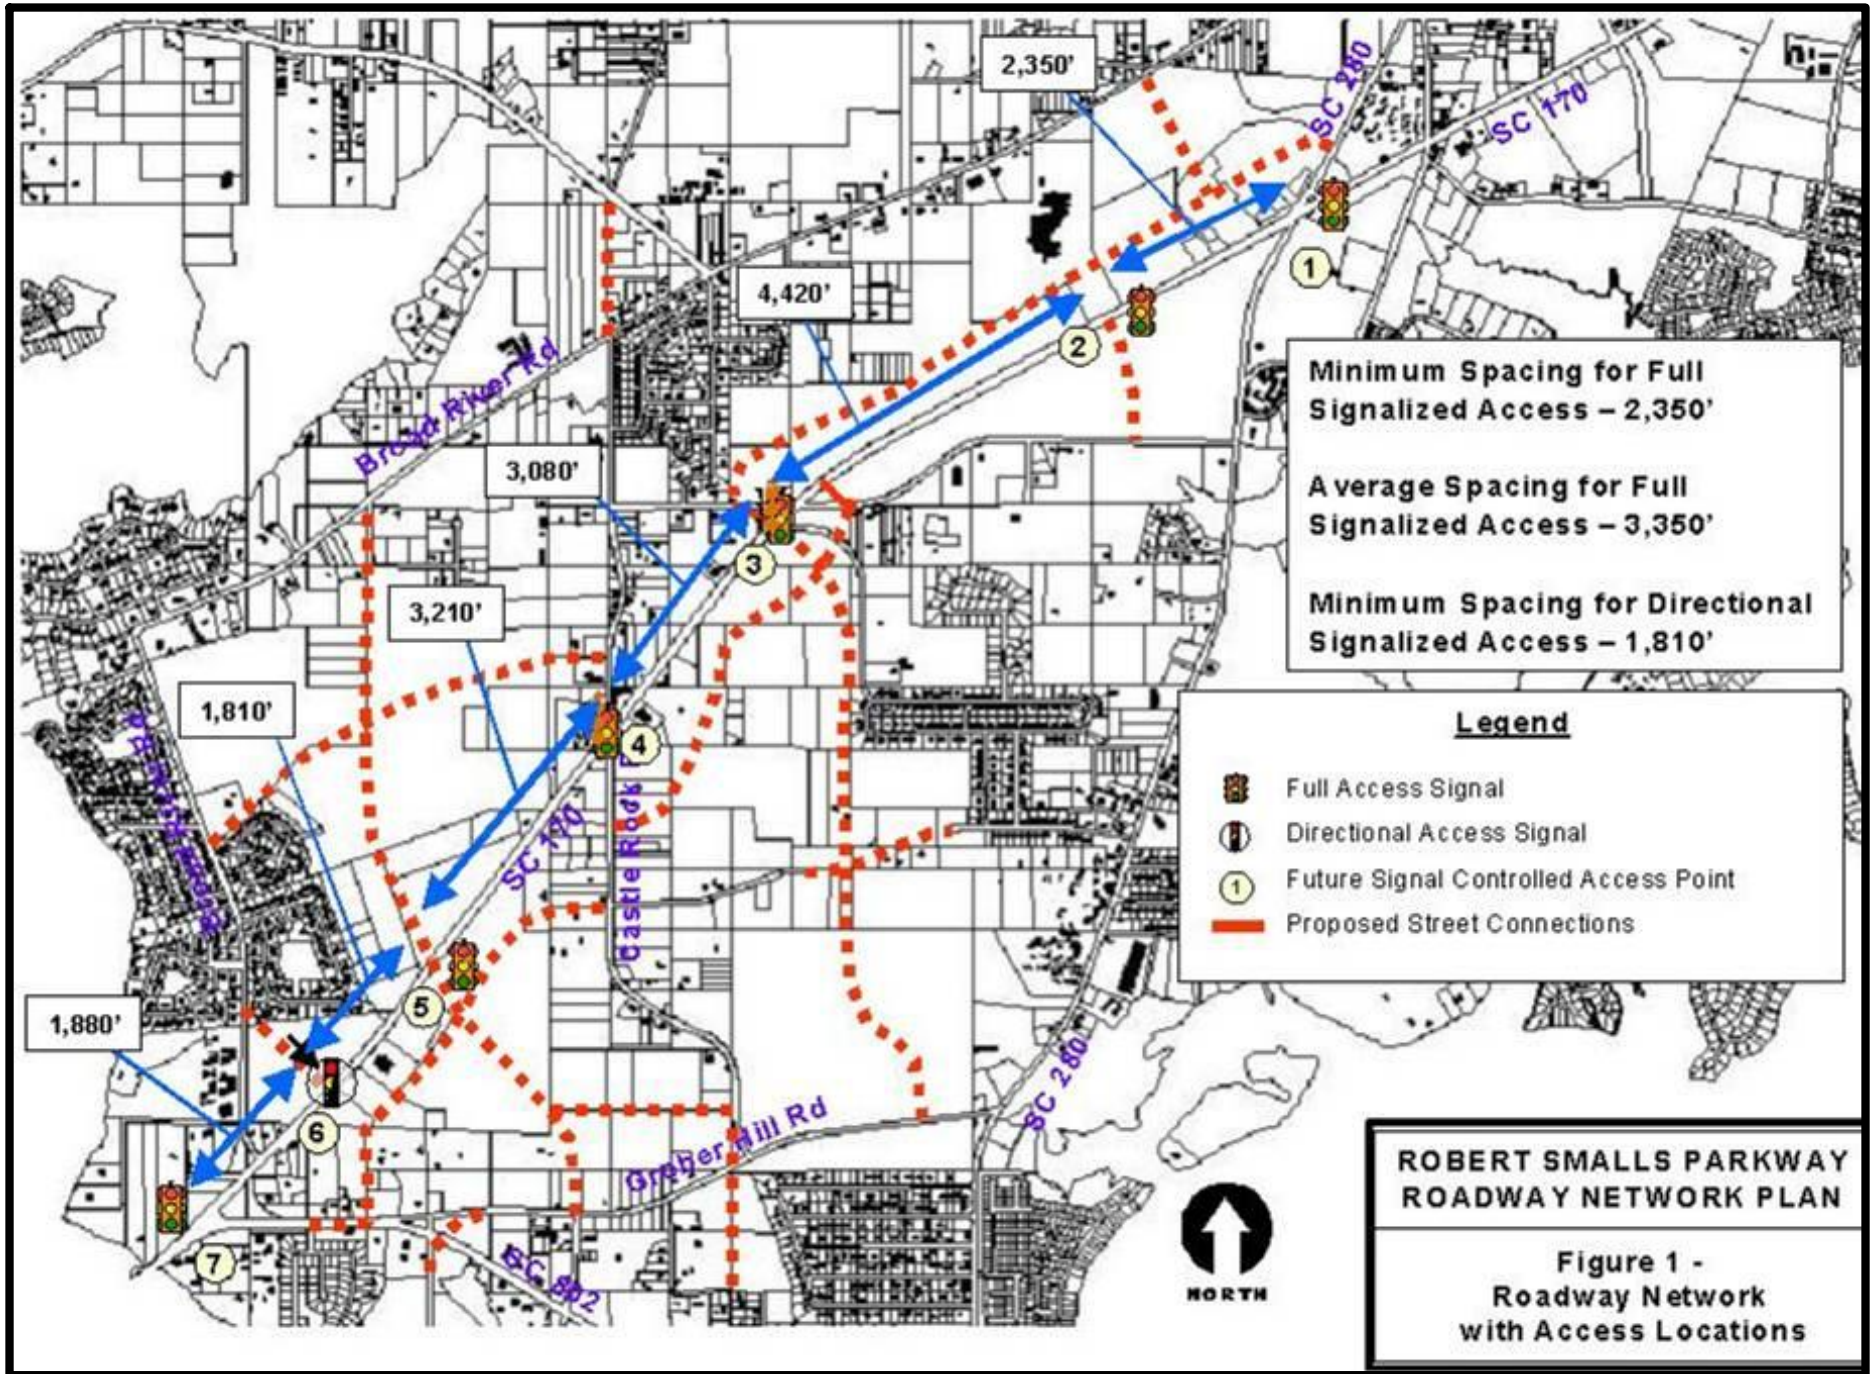 2,350'
SC 280
SC 170
4,420'
1
2
Broad River Rd
3,080'
3
3,210'
1,810'
4
SC 170
Castle Rock
5
1,880'
6
7
Grober Hill Rd
SC 280
SC 802
Minimum Spacing for Full
Signalized Access – 2,350'
Average Spacing for Full
Signalized Access – 3,350'
Minimum Spacing for Directional
Signalized Access – 1,810'
Legend
Full Access Signal
Directional Access Signal
1
Future Signal Controlled Access Point
Proposed Street Connections
NORTH
ROBERT SMALLS PARKWAY
ROADWAY NETWORK PLAN
Figure 1 -
Roadway Network
with Access Locations